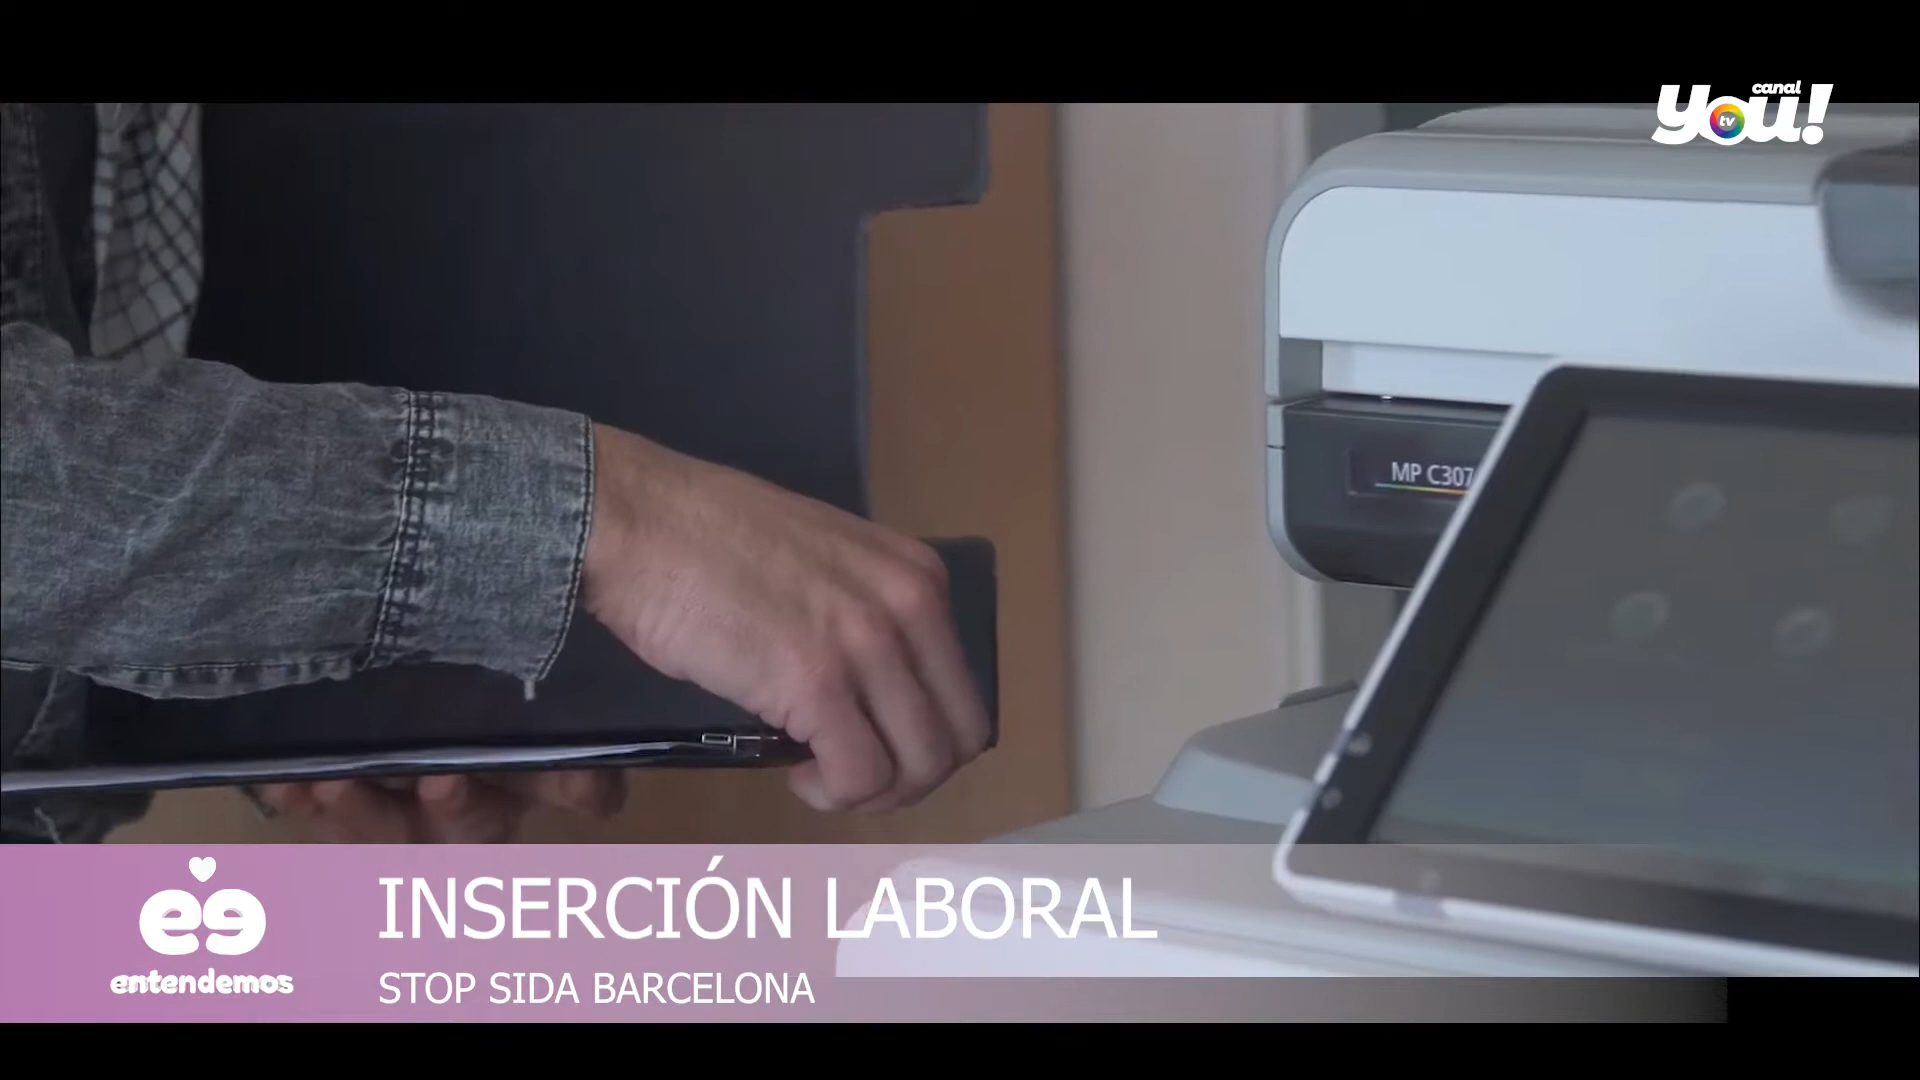 canal
you!
tv
MP C307
INSERCIÓN LABORAL
entendemos
STOP SIDA BARCELONA